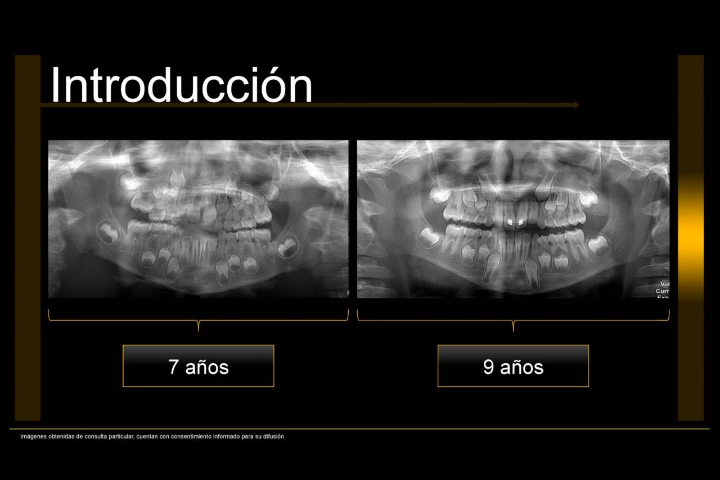 Introducción
7 años
9 años
Imágenes obtenidas de consulta particular, cuentan con consentimiento informado para su difusión